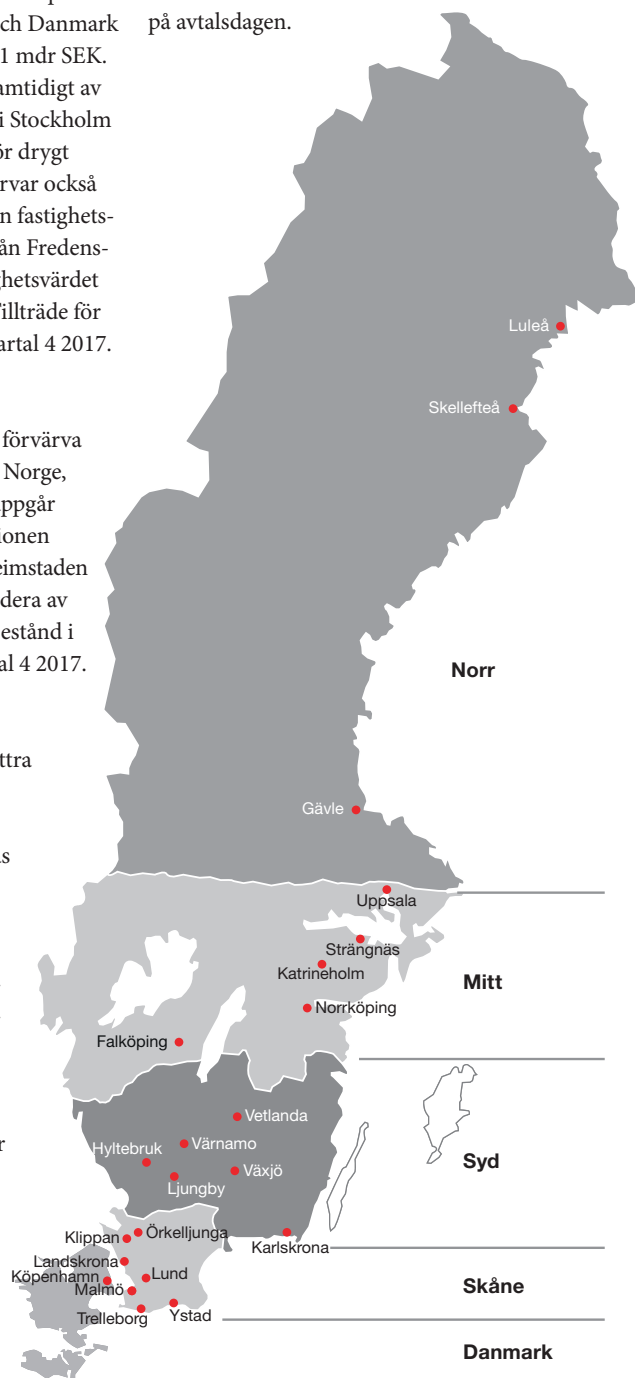 ch Danmark
1 mdr SEK.
amtidigt av
i Stockholm
ör drygt
rvar också
n fastighets-
ån Fredens-
ghetsvärdet
Tillträde för
artal 4 2017.
förvärva
Norge,
uppgår
ionen
eimstaden
dera av
estånd i
al 4 2017.
ttra
på avtalsdagen.
Luleå
Skellefteå
Norr
Gävle
Uppsala
Strängnäs
Katrineholm
Mitt
Norrköping
Falköping
Vetlanda
Värnamo
Hyltebruk
Syd
Växjö
Ljungby
Örkelljunga
Klippan
Karlskrona
Landskrona
Köpenhamn
Lund
Malmö
Skåne
Trelleborg
Ystad
Danmark